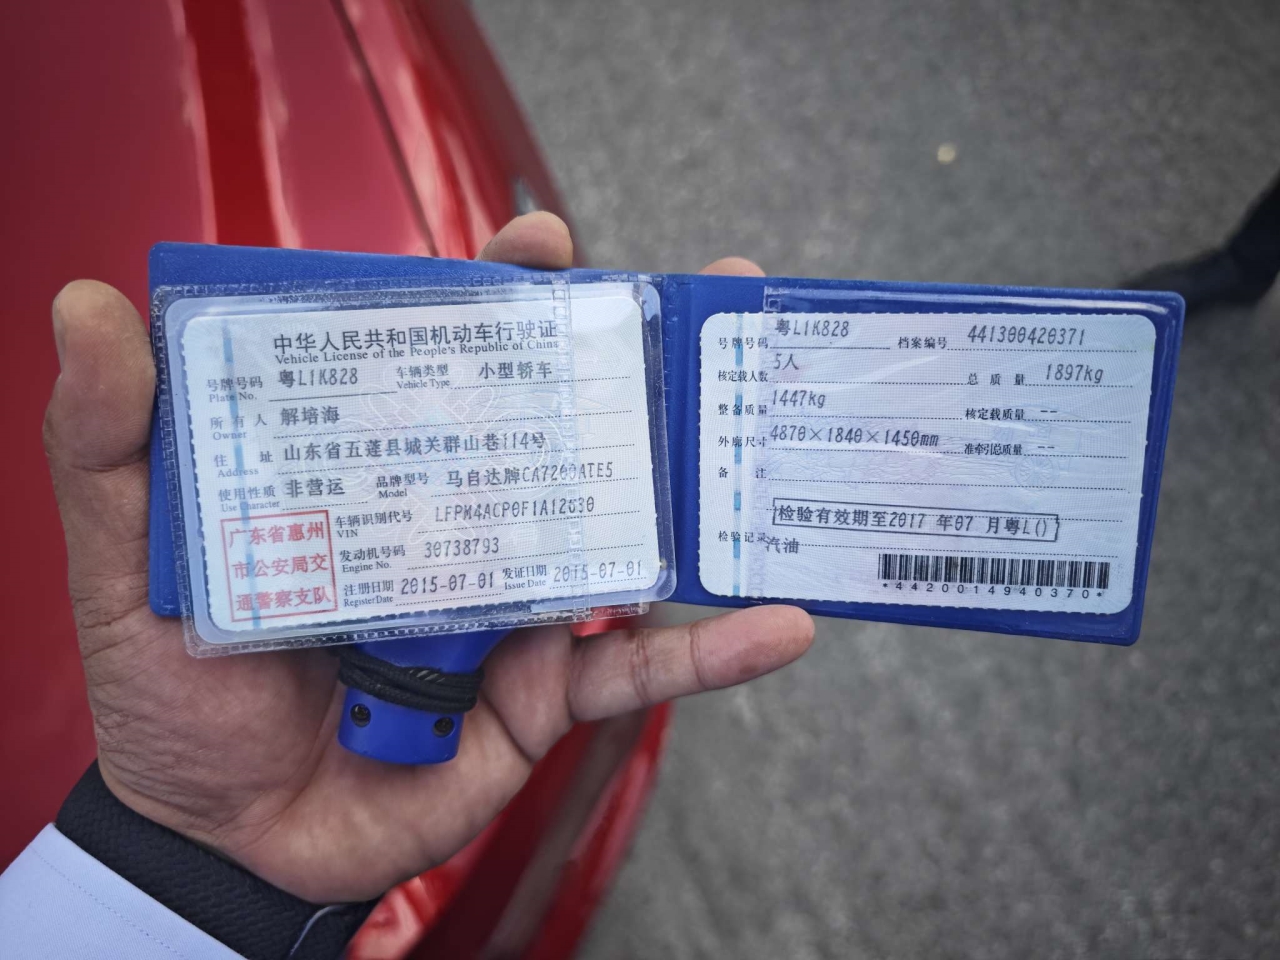 中华人民共和国机动车行驶证
Vehicle License of the People's Republic of China
号牌号码 粤L1K828 车辆类型 小型轿车
Plate No. Vehicle Type
所有人 解培海
Owner
住址 山东省五莲县城关群山巷114号
Address
使用性质 非营运 品牌型号 马自达牌CA7200ATE5
Use Character Model
车辆识别代号
VIN
发动机号码 30738793
Engine No.
注册日期 2015-07-01 发证日期 2015-07-01
Register Date Issue Date
广东省惠州
市公安局交
通警察支队
号牌号码 粤L1K828 档案编号 441300420371
核定载人数 5人 总质量 1897kg
整备质量 1447kg 核定载质量 --
外廓尺寸 4870×1840×1450mm 准牵引总质量 --
备注
检验有效期至2017 年07 月粤L()
检验记录 汽油
*4420014940370*